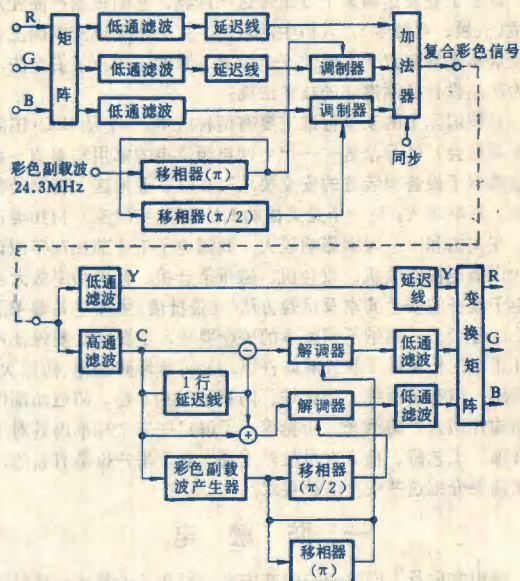 R 低通滤波 延迟线
G 矩阵 低通滤波 延迟线 调制器 加法器 复合彩色信号
B 低通滤波 调制器
同步
彩色副载波
24.3MHz
移相器(π)
移相器(π/2)
低通滤波 Y 延迟线 Y 变换矩阵 R
高通滤波 C − 解调器 低通滤波 G
1行延迟线
+ 解调器 低通滤波 B
彩色副载波产生器 移相器(π/2)
移相器(π)